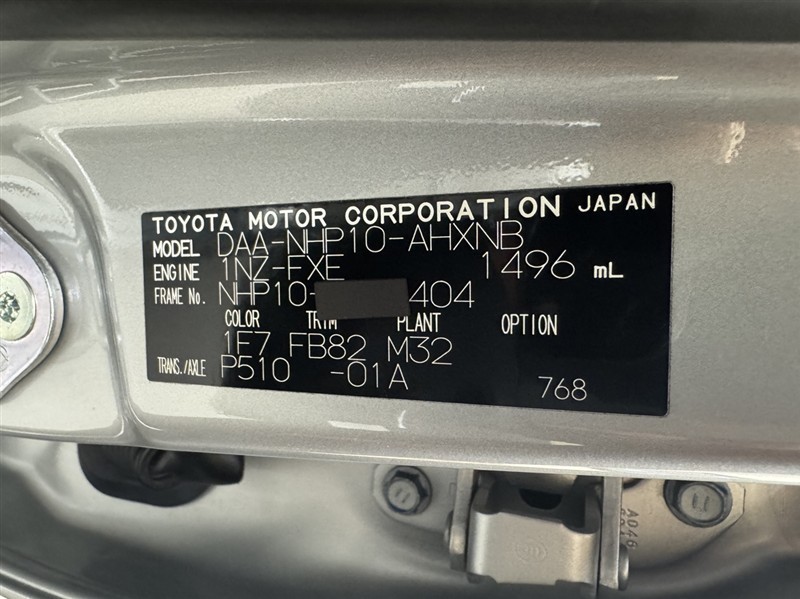 TOYOTA MOTOR CORPORATION JAPAN
MODEL DAA-NHP10-AHXNB
ENGINE 1NZ-FXE 1496 mL
FRAME No. NHP10- 404
COLOR TRIM PLANT OPTION
1F7 FB82 M32
TRANS./AXLE P510 -01A 768